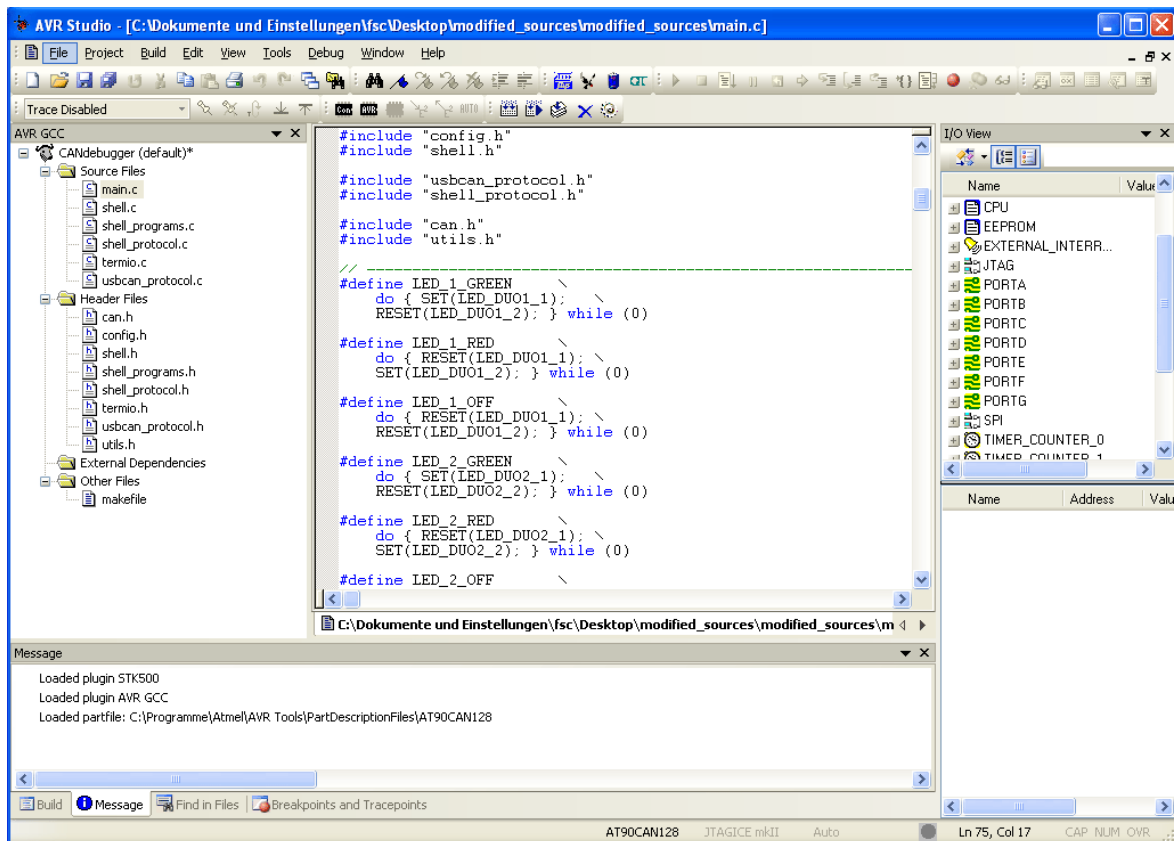 AVR Studio - [C:\Dokumente und Einstellungen\fsc\Desktop\modified_sources\modified_sources\main.c]
File Project Build Edit View Tools Debug Window Help
Trace Disabled
Con AVR AUTO
AVR GCC
CANdebugger (default)*
Source Files
main.c
shell.c
shell_programs.c
shell_protocol.c
termio.c
usbcan_protocol.c
Header Files
can.h
config.h
shell.h
shell_programs.h
shell_protocol.h
termio.h
usbcan_protocol.h
utils.h
External Dependencies
Other Files
makefile
#include "config.h"
#include "shell.h"
#include "usbcan_protocol.h"
#include "shell_protocol.h"
#include "can.h"
#include "utils.h"
// ----------------------------------------------------------------------
#define LED_1_GREEN \
do { SET(LED_DUO1_1); \
RESET(LED_DUO1_2); } while (0)
#define LED_1_RED \
do { RESET(LED_DUO1_1); \
SET(LED_DUO1_2); } while (0)
#define LED_1_OFF \
do { RESET(LED_DUO1_1); \
RESET(LED_DUO1_2); } while (0)
#define LED_2_GREEN \
do { SET(LED_DUO2_1); \
RESET(LED_DUO2_2); } while (0)
#define LED_2_RED \
do { RESET(LED_DUO2_1); \
SET(LED_DUO2_2); } while (0)
#define LED_2_OFF \
C:\Dokumente und Einstellungen\fsc\Desktop\modified_sources\modified_sources\m
I/O View
Name Value
CPU
EEPROM
EXTERNAL_INTERR...
JTAG
PORTA
PORTB
PORTC
PORTD
PORTE
PORTF
PORTG
SPI
TIMER_COUNTER_0
TIMER_COUNTER_1
Name Address Valu
Message
Loaded plugin STK500
Loaded plugin AVR GCC
Loaded partfile: C:\Programme\Atmel\AVR Tools\PartDescriptionFiles\AT90CAN128
Build Message Find in Files Breakpoints and Tracepoints
AT90CAN128 JTAGICE mkII Auto Ln 75, Col 17 CAP NUM OVR